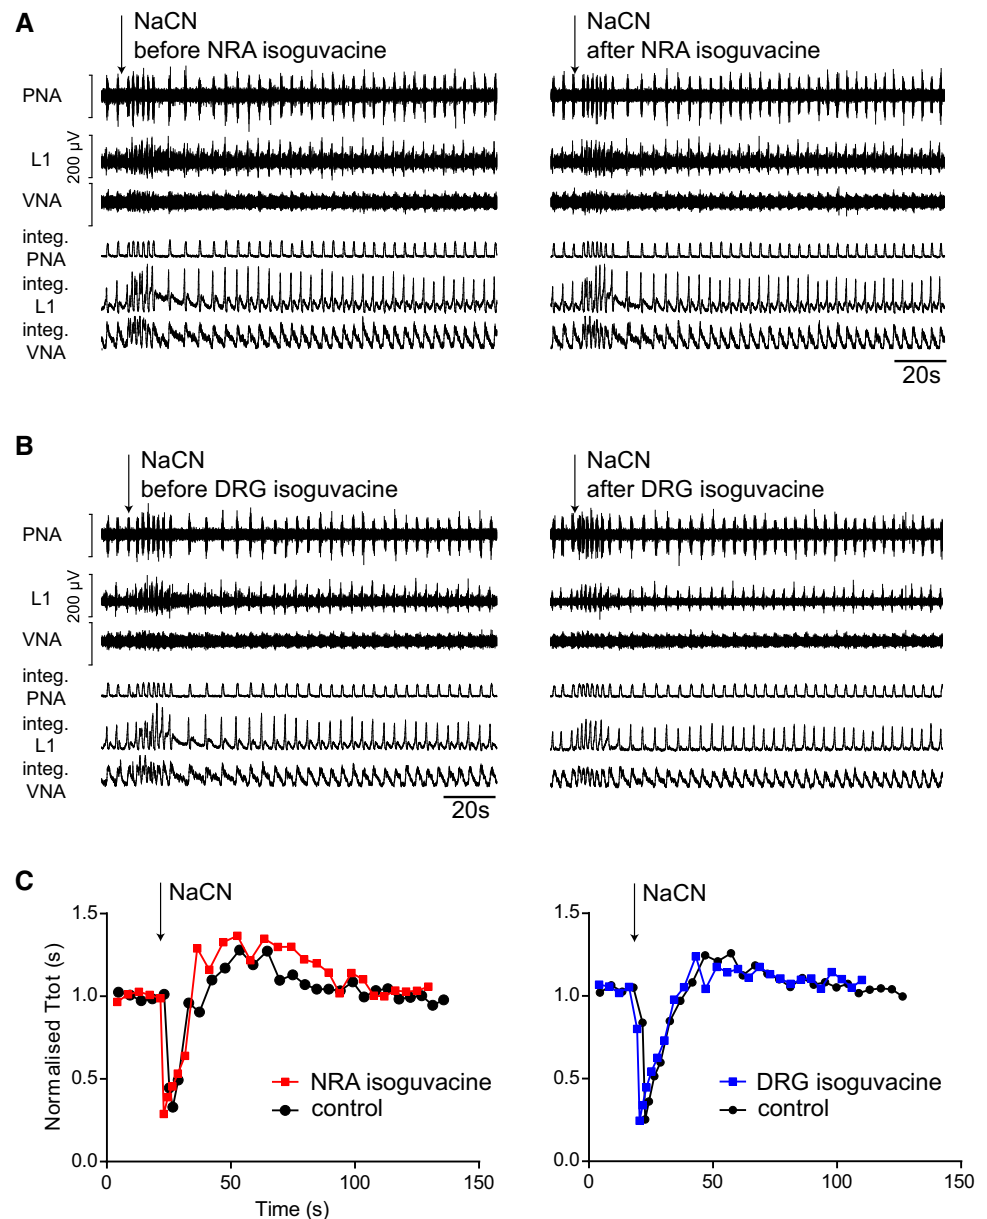 A
NaCN
before NRA isoguvacine
NaCN
after NRA isoguvacine
PNA
L1
200 µV
VNA
integ.
PNA
integ.
L1
integ.
VNA
20s
B
NaCN
before DRG isoguvacine
NaCN
after DRG isoguvacine
PNA
L1
200 µV
VNA
integ.
PNA
integ.
L1
integ.
VNA
20s
C
NaCN
1.5
1.0
0.5
0.0
Normalised Ttot (s)
NRA isoguvacine
control
0 50 100 150
Time (s)
NaCN
1.5
1.0
0.5
0.0
DRG isoguvacine
control
0 50 100 150